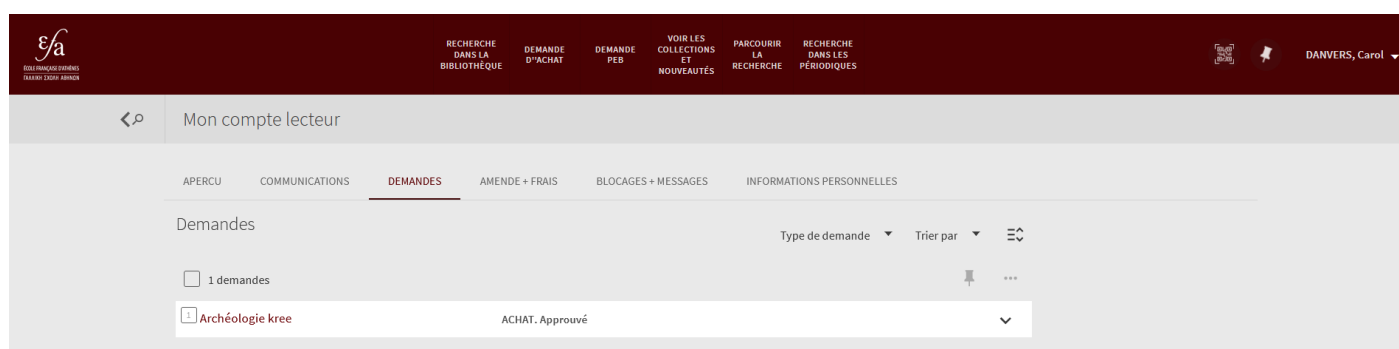 εfa
ÉCOLE FRANÇAISE D'ATHÈNES
ΓΑΛΛΙΚΗ ΣΧΟΛΗ ΑΘΗΝΩΝ
RECHERCHE
DANS LA
BIBLIOTHÈQUE
DEMANDE
D''ACHAT
DEMANDE
PEB
VOIR LES
COLLECTIONS
ET
NOUVEAUTÉS
PARCOURIR
LA
RECHERCHE
RECHERCHE
DANS LES
PÉRIODIQUES
DANVERS, Carol
Mon compte lecteur
APERCU COMMUNICATIONS DEMANDES AMENDE + FRAIS BLOCAGES + MESSAGES INFORMATIONS PERSONNELLES
Demandes
Type de demande Trier par
1 demandes
1 Archéologie kree ACHAT. Approuvé